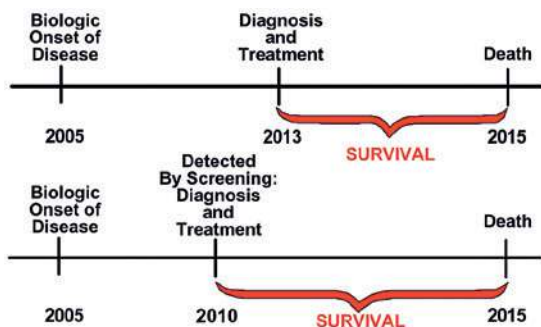 Biologic
Onset of
Disease
Diagnosis
and
Treatment
Death
2005
2013
2015
SURVIVAL
Biologic
Onset of
Disease
Detected
By Screening:
Diagnosis
and
Treatment
Death
2005
2010
2015
SURVIVAL